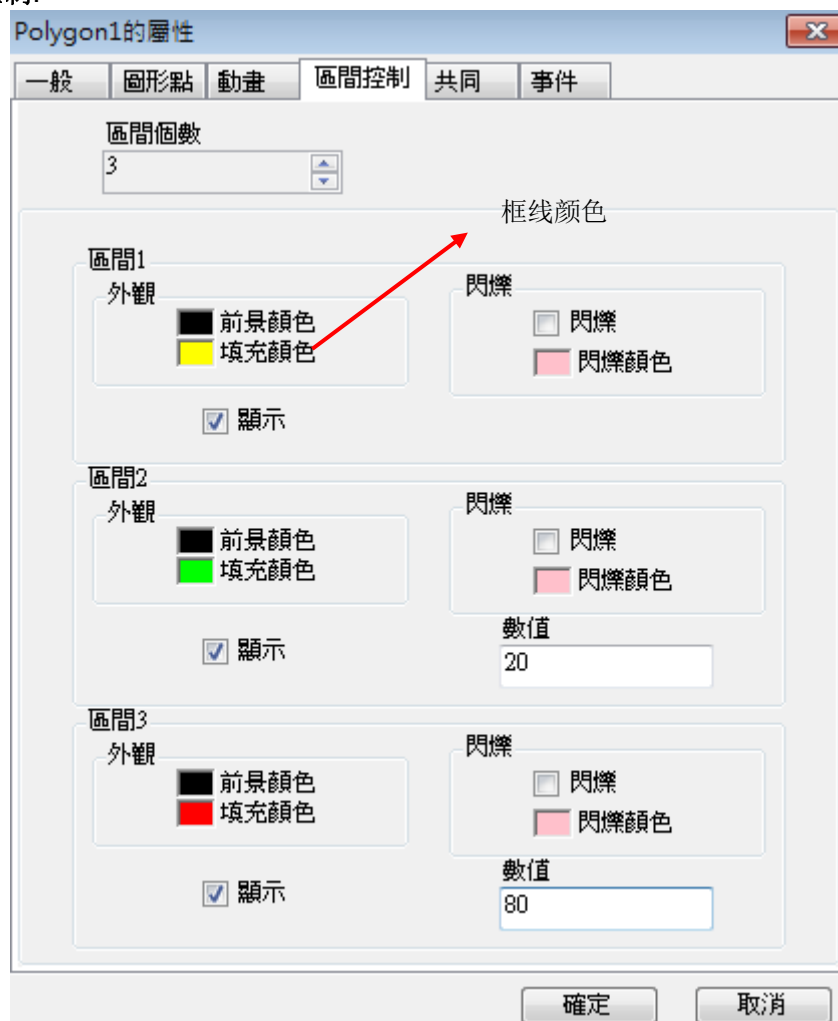 Polygon1的屬性
一般 圖形點 動畫 區間控制 共同 事件
區間個數
3
框线颜色
區間1
外觀
前景顏色
填充顏色
顯示
閃爍
閃爍
閃爍顏色
區間2
外觀
前景顏色
填充顏色
顯示
閃爍
閃爍
閃爍顏色
數值
20
區間3
外觀
前景顏色
填充顏色
顯示
閃爍
閃爍
閃爍顏色
數值
80
確定 取消